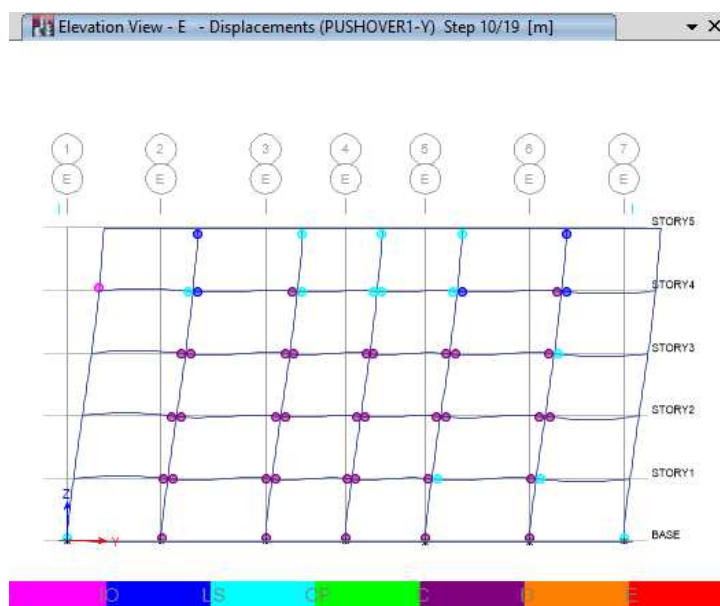 Elevation View - E - Displacements (PUSHOVER1-Y) Step 10/19 [m]
1 2 3 4 5 6 7
E E E E E E E
STORY5
STORY4
STORY3
STORY2
STORY1
Z
Y
BASE
IO LS CP C D E